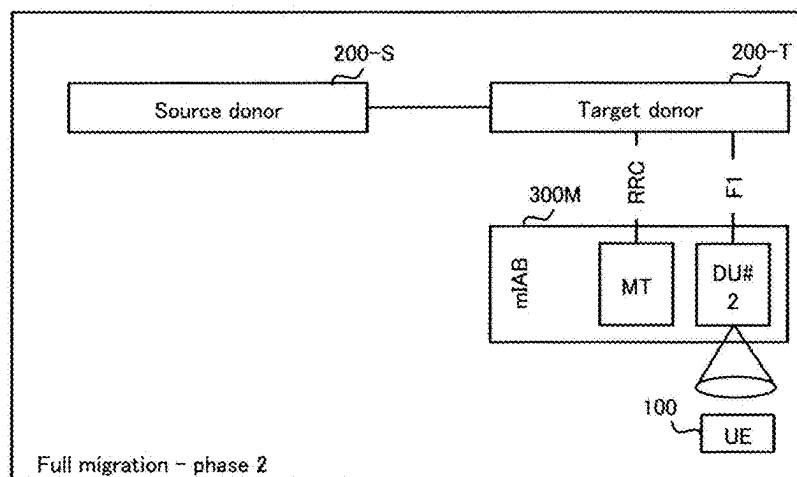 200-S
200-T
Source donor
Target donor
RRC
F1
300M
mIAB
MT
DU#
2
100
UE
Full migration - phase 2